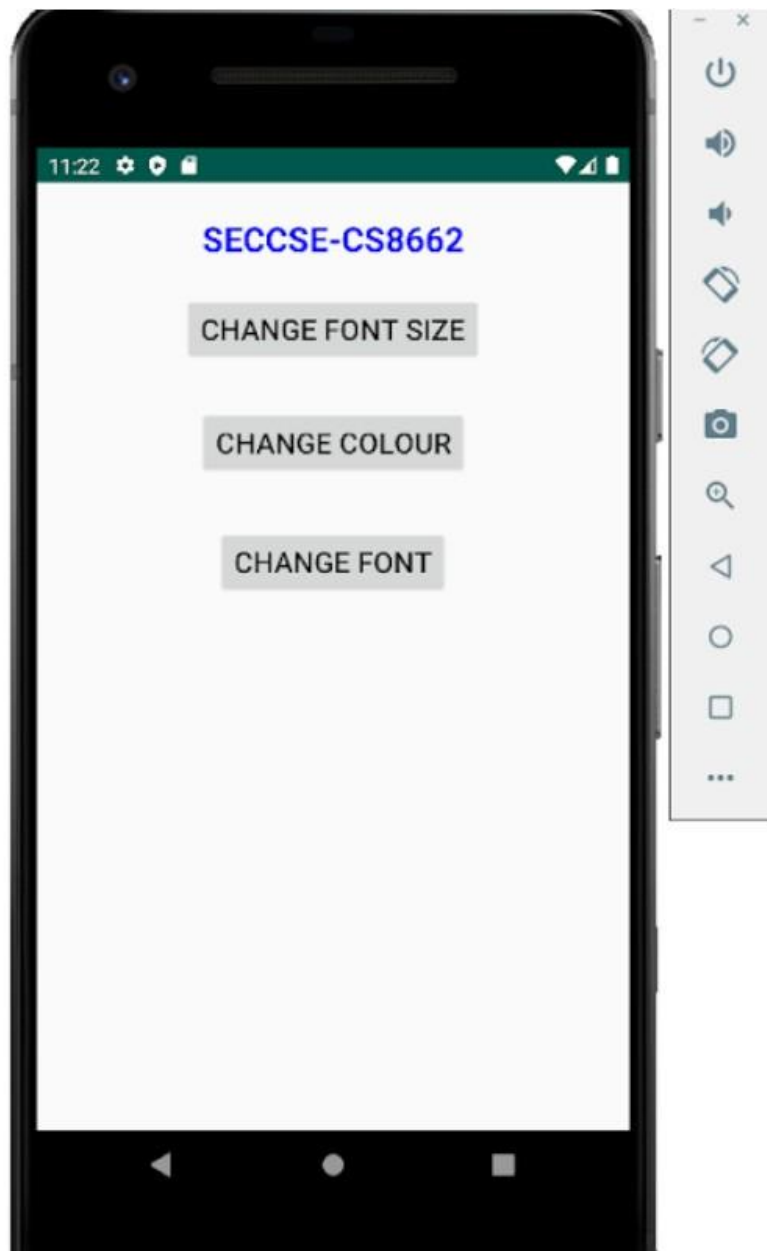 11:22
SECCSE-CS8662
CHANGE FONT SIZE
CHANGE COLOUR
CHANGE FONT